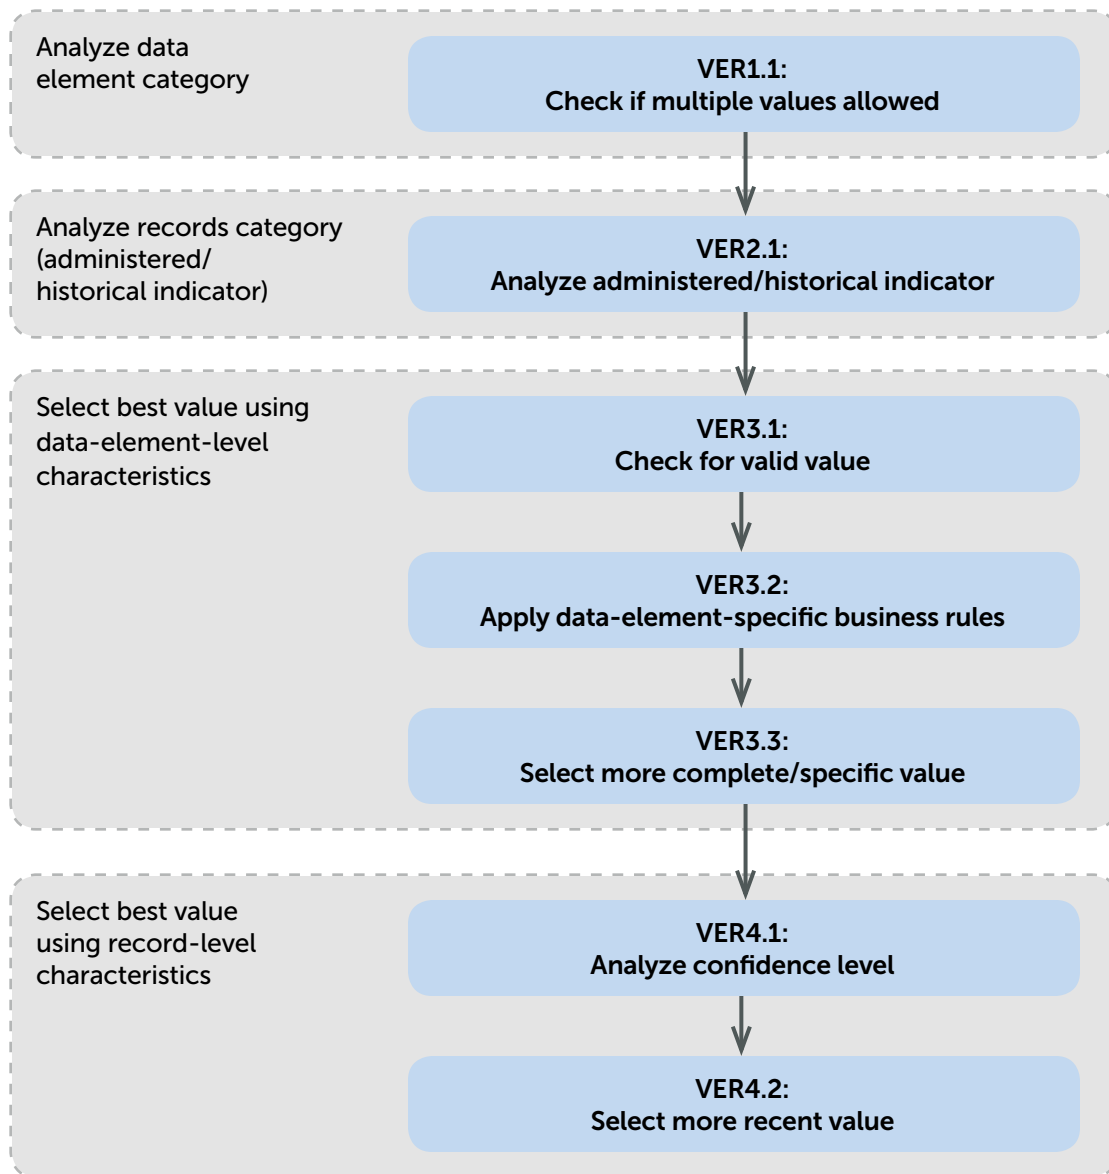 Analyze data
element category
VER1.1:
Check if multiple values allowed
Analyze records category
(administered/
historical indicator)
VER2.1:
Analyze administered/historical indicator
Select best value using
data-element-level
characteristics
VER3.1:
Check for valid value
VER3.2:
Apply data-element-specific business rules
VER3.3:
Select more complete/specific value
Select best value
using record-level
characteristics
VER4.1:
Analyze confidence level
VER4.2:
Select more recent value